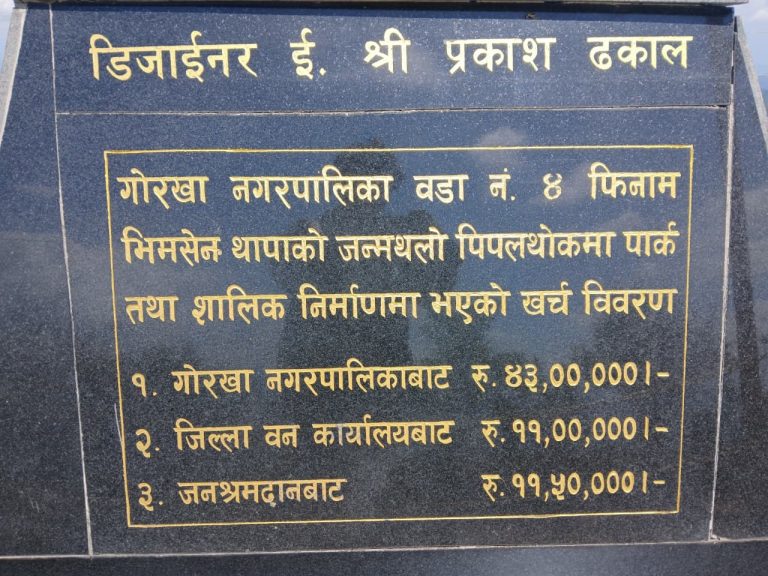 डिजाईनर ई. श्री प्रकाश ढकाल
गोरखा नगरपालिका वडा नं. ४ फिनाम
भिमसेन थापाको जन्मथलो पिपलथोकमा पार्क
तथा शालिक निर्माणमा भएको खर्च विवरण
१. गोरखा नगरपालिकाबाट रु. ४३,००,०००।-
२. जिल्ला वन कार्यालयबाट रु. ११,००,०००।-
३. जनश्रमदानबाट रु. ११,५०,०००।-